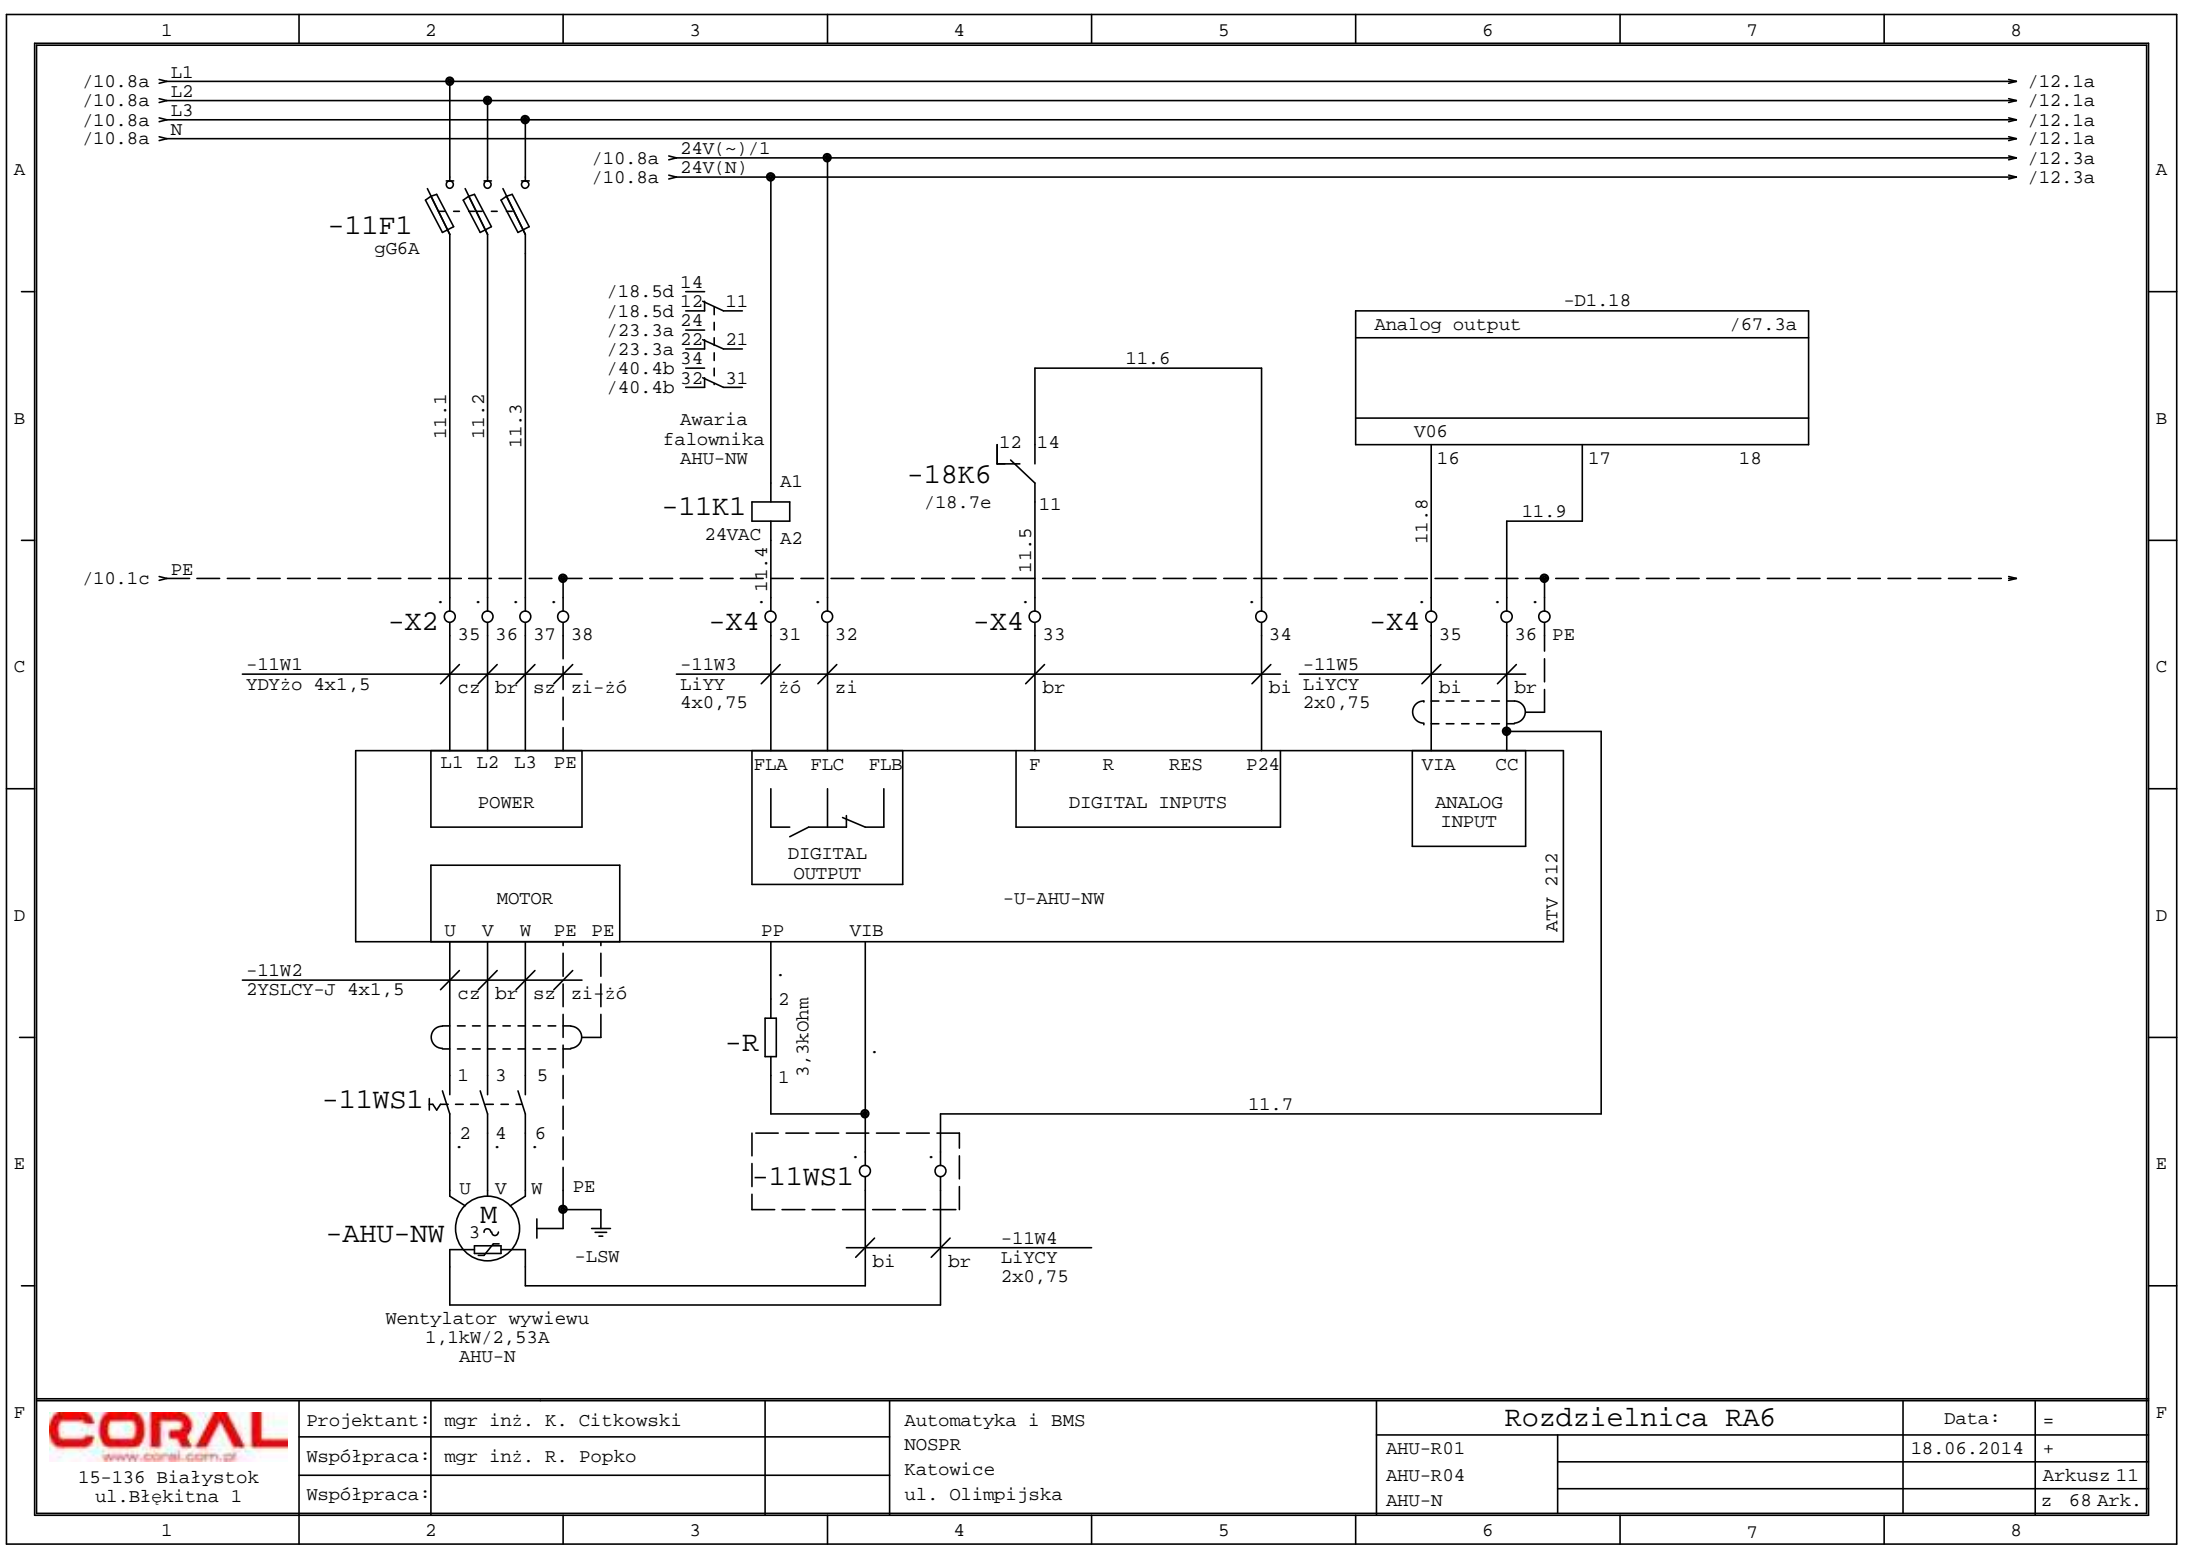 1 2 3 4 5 6 7 8
/10.8a L1 /12.1a
/10.8a L2 /12.1a
/10.8a L3 /12.1a
/10.8a N /12.1a
/10.8a 24V(~)/1 /12.3a
/10.8a 24V(N) /12.3a
A A
-11F1
gG6A
/18.5d 14
/18.5d 12 11
/23.3a 24
/23.3a 22 21
/40.4b 34
/40.4b 32 31
-D1.18
Analog output /67.3a
V06
16 17 18
11.6
11.1 11.2 11.3
B B
Awaria
falownika
AHU-NW
12 14
-18K6
/18.7e 11
A1
-11K1
24VAC A2
11.4
11.5
11.8
11.9
/10.1c PE
-X2 35 36 37 38
-X4 31 32
-X4 33 34
-X4 35 36 PE
C C
-11W1
YDYżo 4x1,5
cz br sz zi-żó
-11W3
LiYY
4x0,75
żó zi br bi
-11W5
LiYCY
2x0,75
bi br
L1 L2 L3 PE
POWER
FLA FLC FLB
DIGITAL
OUTPUT
F R RES P24
DIGITAL INPUTS
VIA CC
ANALOG
INPUT
ATV 212
-U-AHU-NW
D D
MOTOR
U V W PE PE
PP VIB
-11W2
2YSLCY-J 4x1,5
cz br sz zi-żó
2
-R
3,3kOhm
1
1 3 5
-11WS1
2 4 6
11.7
E E
-11WS1
U V W PE
M
3~
-AHU-NW
-LSW
bi br
-11W4
LiYCY
2x0,75
Wentylator wywiewu
1,1kW/2,53A
AHU-N
F F
CORAL
www.coral.com.pl
15-136 Białystok
ul.Błękitna 1
Projektant: mgr inż. K. Citkowski
Współpraca: mgr inż. R. Popko
Współpraca:
Automatyka i BMS
NOSPR
Katowice
ul. Olimpijska
Rozdzielnica RA6
AHU-R01
AHU-R04
AHU-N
Data: =
18.06.2014 +
Arkusz 11
z 68 Ark.
1 2 3 4 5 6 7 8